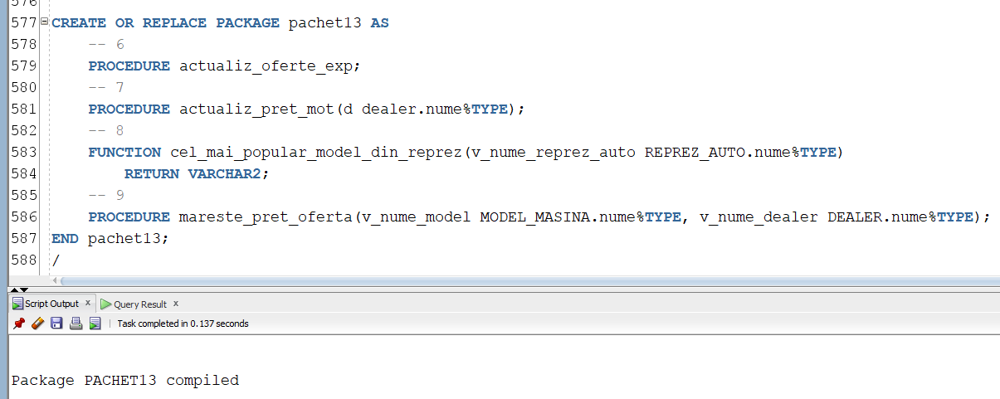 576
577 CREATE OR REPLACE PACKAGE pachet13 AS
578 -- 6
579 PROCEDURE actualiz_oferte_exp;
580 -- 7
581 PROCEDURE actualiz_pret_mot(d dealer.nume%TYPE);
582 -- 8
583 FUNCTION cel_mai_popular_model_din_reprez(v_nume_reprez_auto REPREZ_AUTO.nume%TYPE)
584 RETURN VARCHAR2;
585 -- 9
586 PROCEDURE mareste_pret_oferta(v_nume_model MODEL_MASINA.nume%TYPE, v_nume_dealer DEALER.nume%TYPE);
587 END pachet13;
588 /
Script Output x Query Result x
Task completed in 0.137 seconds
Package PACHET13 compiled